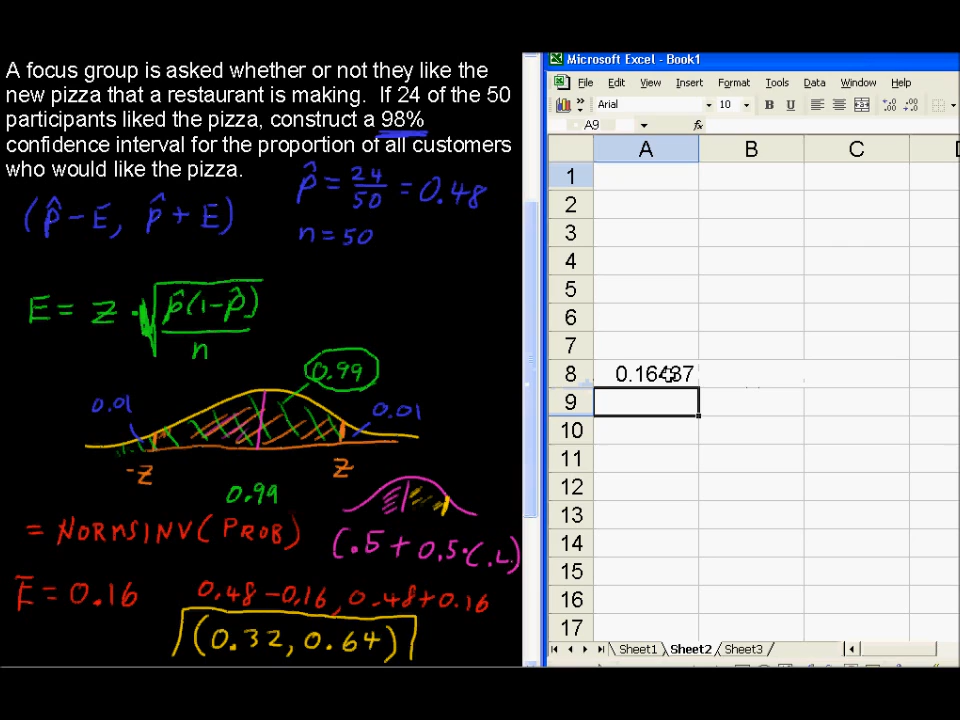 A focus group is asked whether or not they like the
new pizza that a restaurant is making. If 24 of the 50
participants liked the pizza, construct a 98%
confidence interval for the proportion of all customers
who would like the pizza.
p̂ = 24/50 = 0.48
(p̂ - E, p̂ + E)
n = 50
E = z · √(p̂(1-p̂)/n)
0.99
0.01
0.01
-z
z
0.99
= NORMSINV(PROB)
(.5 + 0.5·C.L.)
E = 0.16
0.48 - 0.16, 0.48 + 0.16
(0.32, 0.64)
Microsoft Excel - Book1
File Edit View Insert Format Tools Data Window Help
Arial 10 B U
A9 fx
A B C
1
2
3
4
5
6
7
8 0.16437
9
10
11
12
13
14
15
16
17
Sheet1 Sheet2 Sheet3